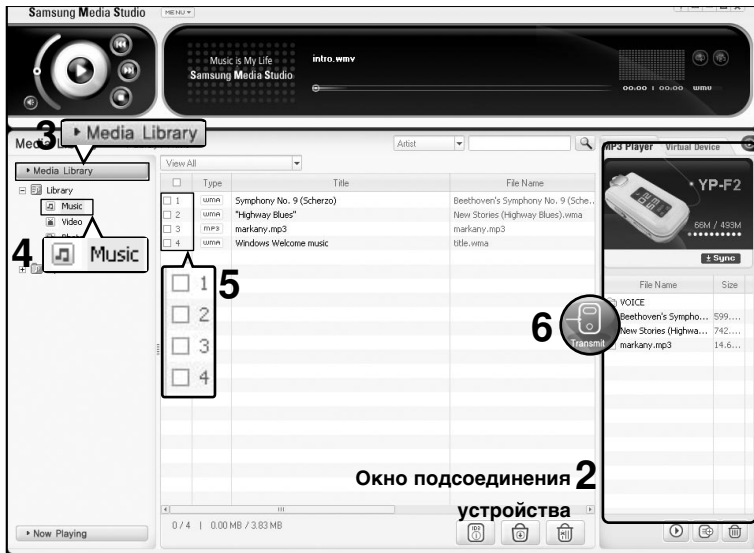 Samsung Media Studio
MENU
Music is My Life
Samsung Media Studio
intro.wmv
00:00 | 00:00 wmv
3
Media Library
Artist
MP3 Player Virtual Device
Media Library
View All
Library
Music
Video
4
Music
Type Title File Name
1 wma Symphony No. 9 (Scherzo) Beethoven's Symphony No. 9 (Sche..
2 wma "Highway Blues" New Stories (Highway Blues).wma
3 mp3 markany.mp3 markany.mp3
4 wma Windows Welcome music title.wma
5
1
2
3
4
YP-F2
66M / 493M
Sync
File Name Size
VOICE
Beethoven's Sympho... 599....
New Stories (Highwa... 742....
markany.mp3 14.6...
6
Transmit
Окно подсоединения
устройства
2
0 / 4 | 0.00 MB / 3.83 MB
Now Playing